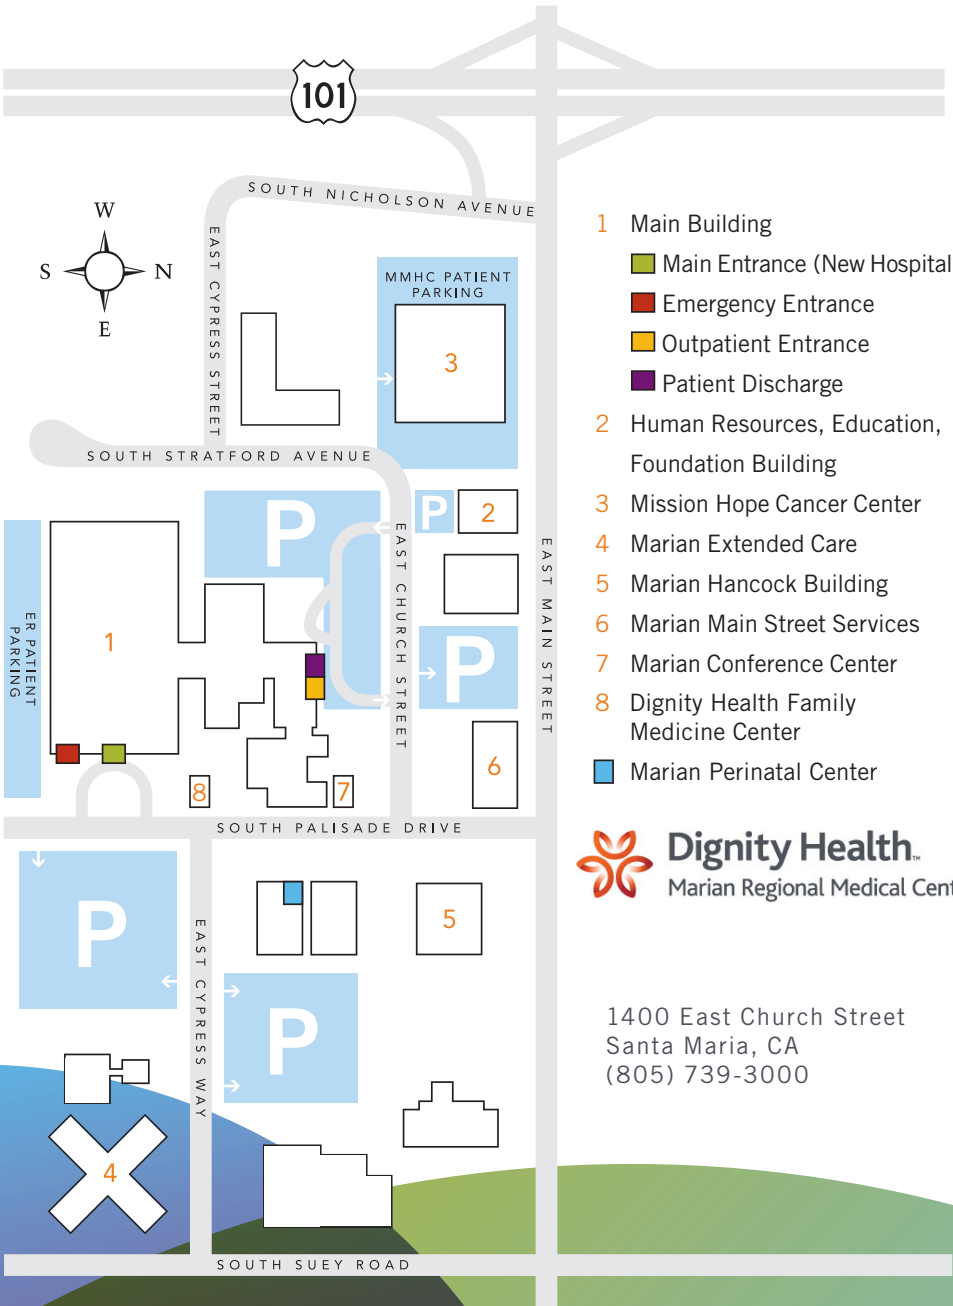 101
SOUTH NICHOLSON AVENUE
W
S N
E
EAST CYPRESS STREET
MMHC PATIENT
PARKING
3
SOUTH STRATFORD AVENUE
P
P
2
EAST CHURCH STREET
EAST MAIN STREET
ER PATIENT
PARKING
1
P
6
8
7
SOUTH PALISADE DRIVE
P
5
EAST CYPRESS WAY
P
4
SOUTH SUEY ROAD
1 Main Building
Main Entrance (New Hospital
Emergency Entrance
Outpatient Entrance
Patient Discharge
2 Human Resources, Education,
Foundation Building
3 Mission Hope Cancer Center
4 Marian Extended Care
5 Marian Hancock Building
6 Marian Main Street Services
7 Marian Conference Center
8 Dignity Health Family
Medicine Center
Marian Perinatal Center
Dignity Health™
Marian Regional Medical Cent
1400 East Church Street
Santa Maria, CA
(805) 739-3000